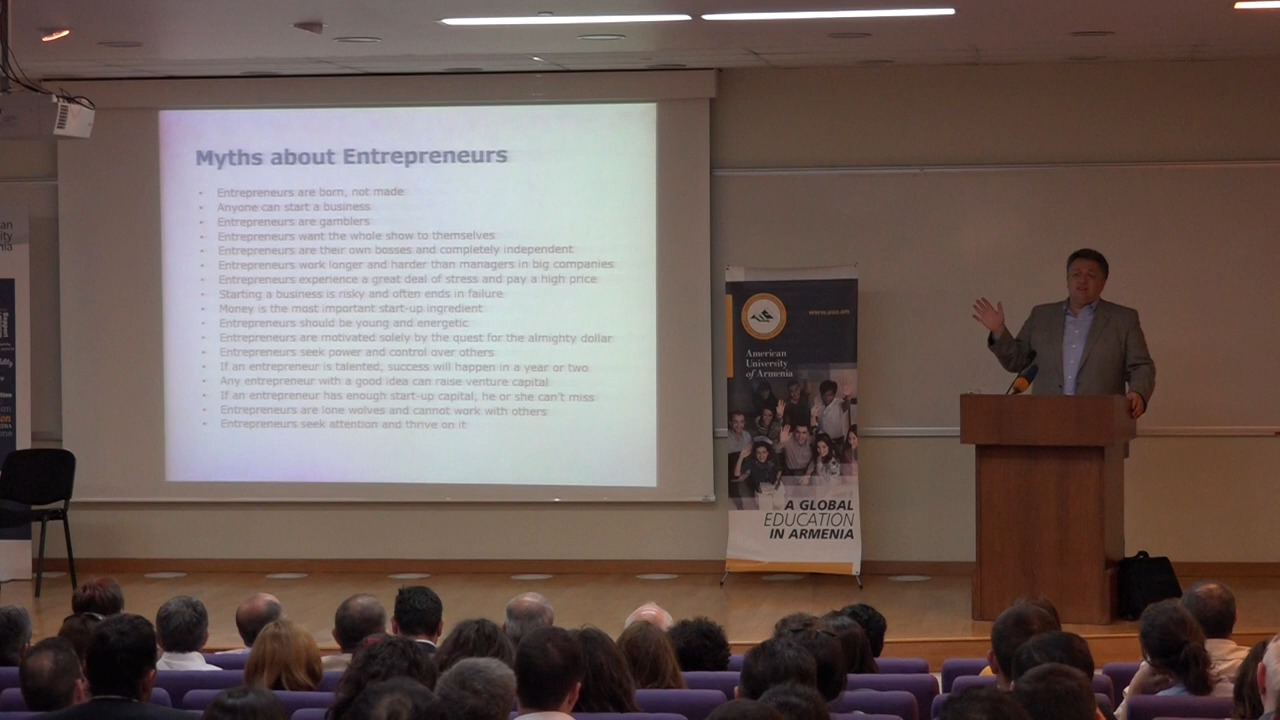 Myths about Entrepreneurs
• Entrepreneurs are born, not made
• Anyone can start a business
• Entrepreneurs are gamblers
• Entrepreneurs want the whole show to themselves
• Entrepreneurs are their own bosses and completely independent
• Entrepreneurs work longer and harder than managers in big companies
• Entrepreneurs experience a great deal of stress and pay a high price
• Starting a business is risky and often ends in failure
• Money is the most important start-up ingredient
• Entrepreneurs should be young and energetic
• Entrepreneurs are motivated solely by the quest for the almighty dollar
• Entrepreneurs seek power and control over others
• If an entrepreneur is talented, success will happen in a year or two
• Any entrepreneur with a good idea can raise venture capital
• If an entrepreneur has enough start-up capital, he or she can't miss
• Entrepreneurs are lone wolves and cannot work with others
• Entrepreneurs seek attention and thrive on it
www.aua.am
American
University
of Armenia
A GLOBAL
EDUCATION
IN ARMENIA
an
ity
nia
Support